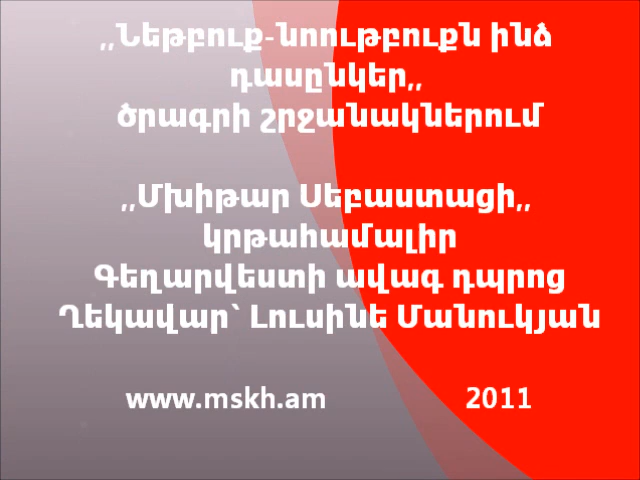 ,,Նեթբուք-նոութբուքն ինձ
դասընկեր,,
ծրագրի շրջանակներում
,,Մխիթար Սեբաստացի,,
կրթահամալիր
Գեղարվեստի ավագ դպրոց
Ղեկավար՝ Լուսինե Մանուկյան
www.mskh.am 2011